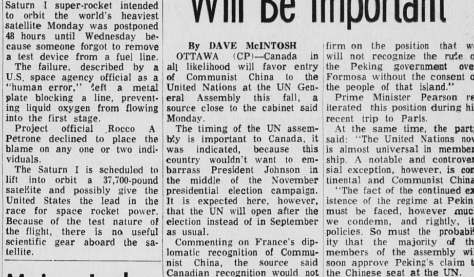 Saturn I super-rocket intended
to orbit the world's heaviest
satellite Monday was postponed
48 hours until Wednesday be-
cause someone forgot to remove
a test device from a fuel line.
The failure, described by a
U.S. space agency official as a
"human error," left a metal
plate blocking a line, preven-
ing liquid oxygen from flowing
into the first stage.
Project official Rocco A
Petrone declined to place the
blame on any one or two indi-
viduals.
The Saturn I is scheduled to
lift into orbit a 37,700-pound
satellite and possibly give the
United States the lead in the
race for space rocket power.
Because of the test nature of
the flight, there is no useful
scientific gear aboard the sa-
tellite.
Will Be Important
By DAVE McINTOSH
OTTAWA (CP)—Canada in
all likelihood will favor entry
of Communist China to the
United Nations at the UN Gen-
eral Assembly this fall, a
source close to the cabinet said
Monday.
The timing of the UN assem-
bly is important to Canada, it
was indicated, because this
country wouldn't want to em-
barrass President Johnson in
the middle of the November
presidential election campaign.
It is expected here, however,
that the UN will open after the
election instead of in September
as usual.
Commenting on France's dip-
lomatic recognition of Commu-
nist China, the source said
Canadian recognition would not
firm on the position that w
will not recognize the rule o
the Peking government ove
Formosa without the consent o
the people of that island."
Prime Minister Pearson re
iterated this position during hi
recent trip to Paris.
At the same time, the part
said: "The United Nations now
is almost universal in member
ship. A notable and controver
sial exception, however, is con
tinental and Communist China
"The fact of the continued ex
istence of the regime at Pekin
must be faced, however much
we condemn, and rightly, it
policies. So must the probabil
ity that the majority of th
members of the assembly wi
soon approve Peking's claim t
the Chinese seat at the UN